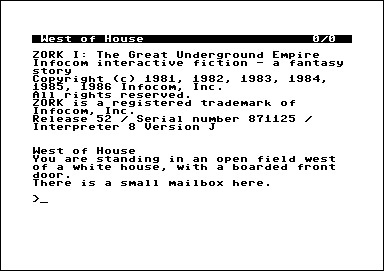 West of House 0/0
ZORK I: The Great Underground Empire
Infocom interactive fiction - a fantasy
story
Copyright (c) 1981, 1982, 1983, 1984,
1985, 1986 Infocom, Inc.
All rights reserved.
ZORK is a registered trademark of
Infocom, Inc.
Release 52 / Serial number 871125 /
Interpreter 8 Version J
West of House
You are standing in an open field west
of a white house, with a boarded front
door.
There is a small mailbox here.
>_